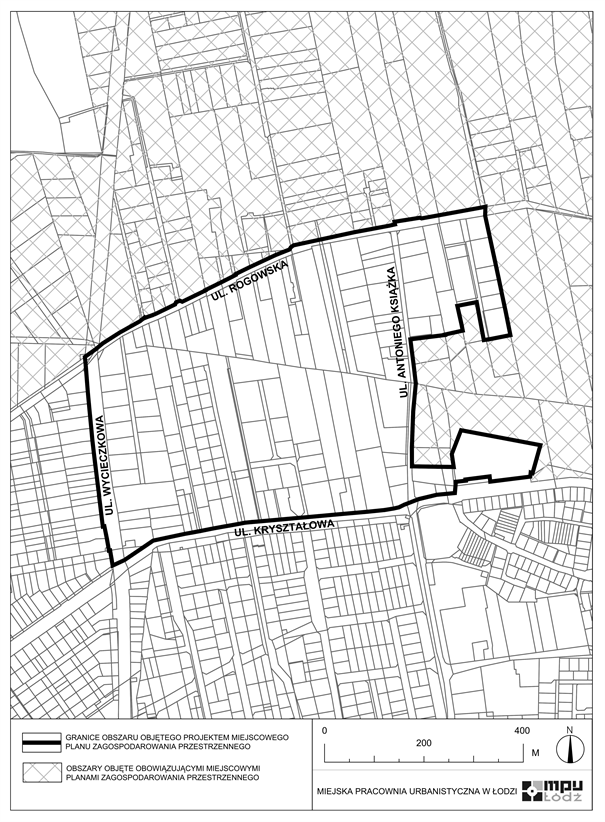 UL. ROGOWSKA
UL. ANTONIEGO KSIĄŻKA
UL. WYCIECZKOWA
UL. KRYSZTAŁOWA
GRANICE OBSZARU OBJĘTEGO PROJEKTEM MIEJSCOWEGO
PLANU ZAGOSPODAROWANIA PRZESTRZENNEGO
OBSZARY OBJĘTE OBOWIĄZUJĄCYMI MIEJSCOWYMI
PLANAMI ZAGOSPODAROWANIA PRZESTRZENNEGO
0 400
200
M
N
MIEJSKA PRACOWNIA URBANISTYCZNA W ŁODZI
mpu
Łódź